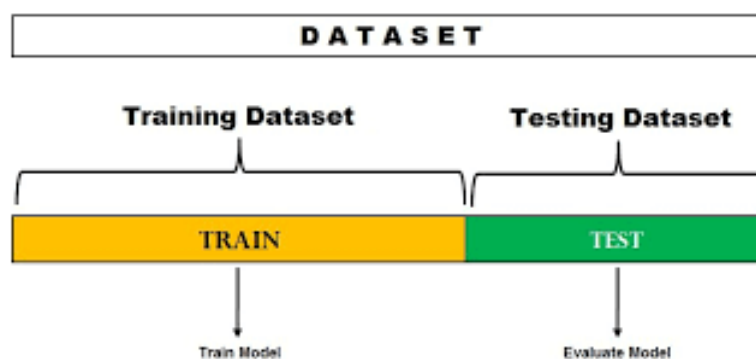 DATASET
Training Dataset
Testing Dataset
TRAIN
TEST
Train Model
Evaluate Model